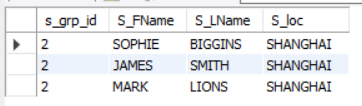 s_grp_id S_FName S_LName S_loc
2 SOPHIE BIGGINS SHANGHAI
2 JAMES SMITH SHANGHAI
2 MARK LIONS SHANGHAI